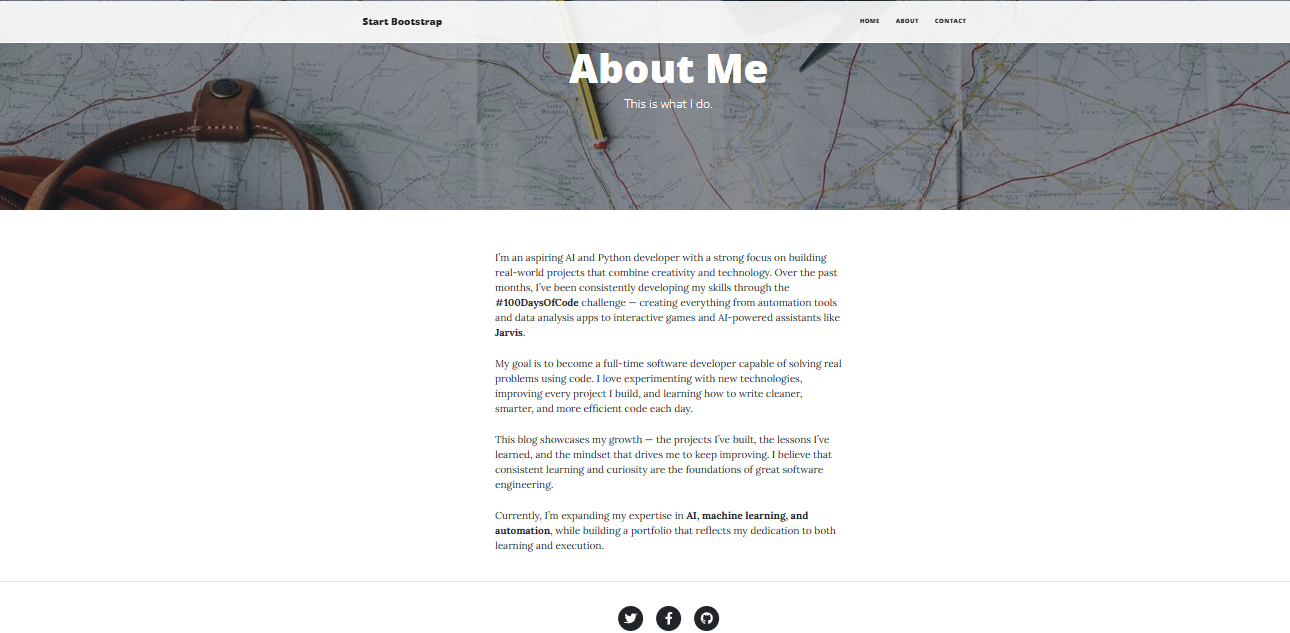 Start Bootstrap
HOME ABOUT CONTACT
About Me
This is what I do.
I'm an aspiring AI and Python developer with a strong focus on building
real-world projects that combine creativity and technology. Over the past
months, I've been consistently developing my skills through the
#100DaysOfCode challenge — creating everything from automation tools
and data analysis apps to interactive games and AI-powered assistants like
Jarvis.
My goal is to become a full-time software developer capable of solving real
problems using code. I love experimenting with new technologies,
improving every project I build, and learning how to write cleaner,
smarter, and more efficient code each day.
This blog showcases my growth — the projects I've built, the lessons I've
learned, and the mindset that drives me to keep improving. I believe that
consistent learning and curiosity are the foundations of great software
engineering.
Currently, I'm expanding my expertise in AI, machine learning, and
automation, while building a portfolio that reflects my dedication to both
learning and execution.